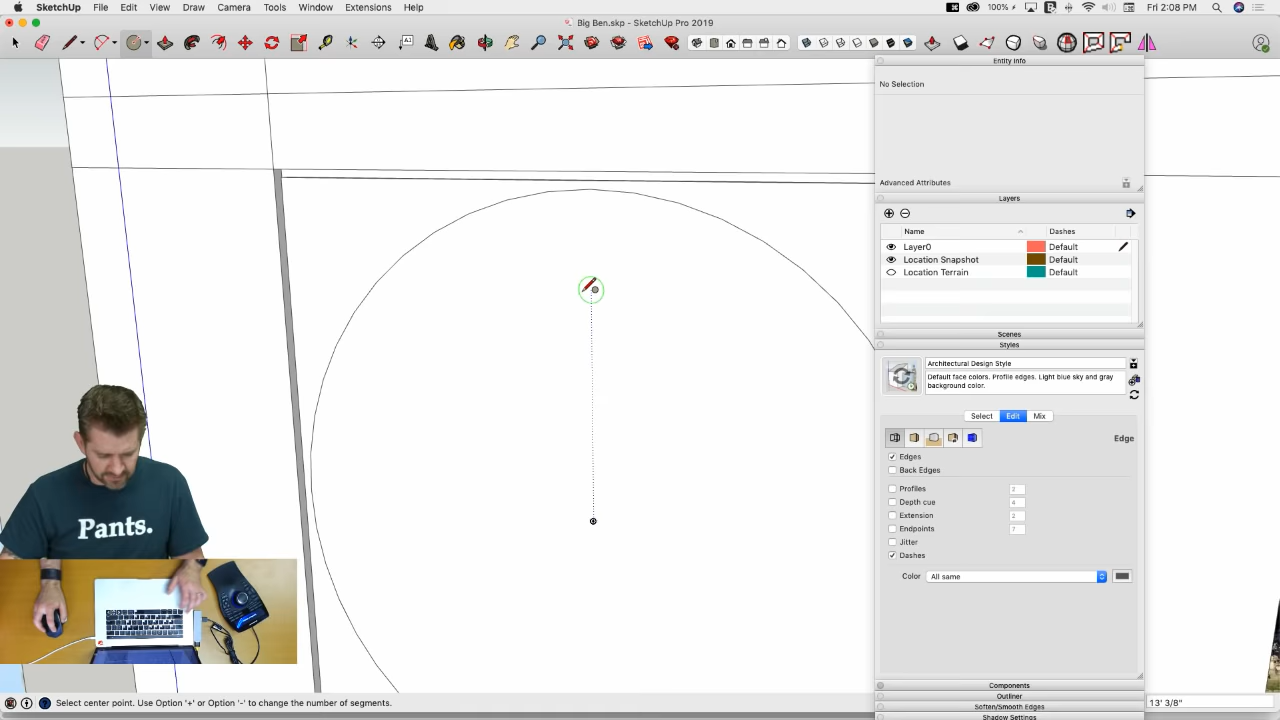 SketchUp File Edit View Draw Camera Tools Window Extensions Help 100% Fri 2:08 PM
Big Ben.skp - SketchUp Pro 2019
Entity Info
No Selection
Advanced Attributes
Layers
Name Dashes
Layer0 Default
Location Snapshot Default
Location Terrain Default
Scenes
Styles
Architectural Design Style
Default face colors. Profile edges. Light blue sky and gray
background color.
Select Edit Mix
Edge
Edges
Back Edges
Profiles 2
Depth cue 4
Extension
Endpoints 7
Jitter
Dashes
Color All same
Pants.
Components
Outliner
Soften/Smooth Edges
Shadow Settings
Select center point. Use Option '+' or Option '-' to change the number of segments.
13' 3/8"